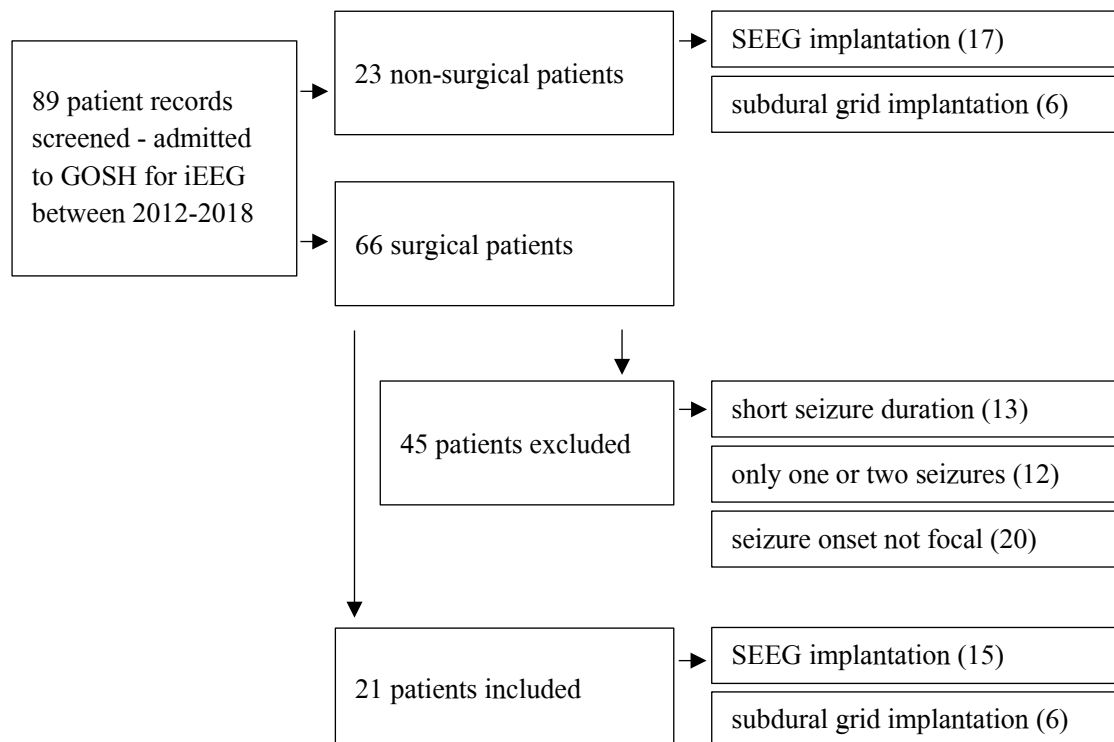 89 patient records
screened - admitted
to GOSH for iEEG
between 2012-2018
23 non-surgical patients
SEEG implantation (17)
subdural grid implantation (6)
66 surgical patients
45 patients excluded
short seizure duration (13)
only one or two seizures (12)
seizure onset not focal (20)
21 patients included
SEEG implantation (15)
subdural grid implantation (6)